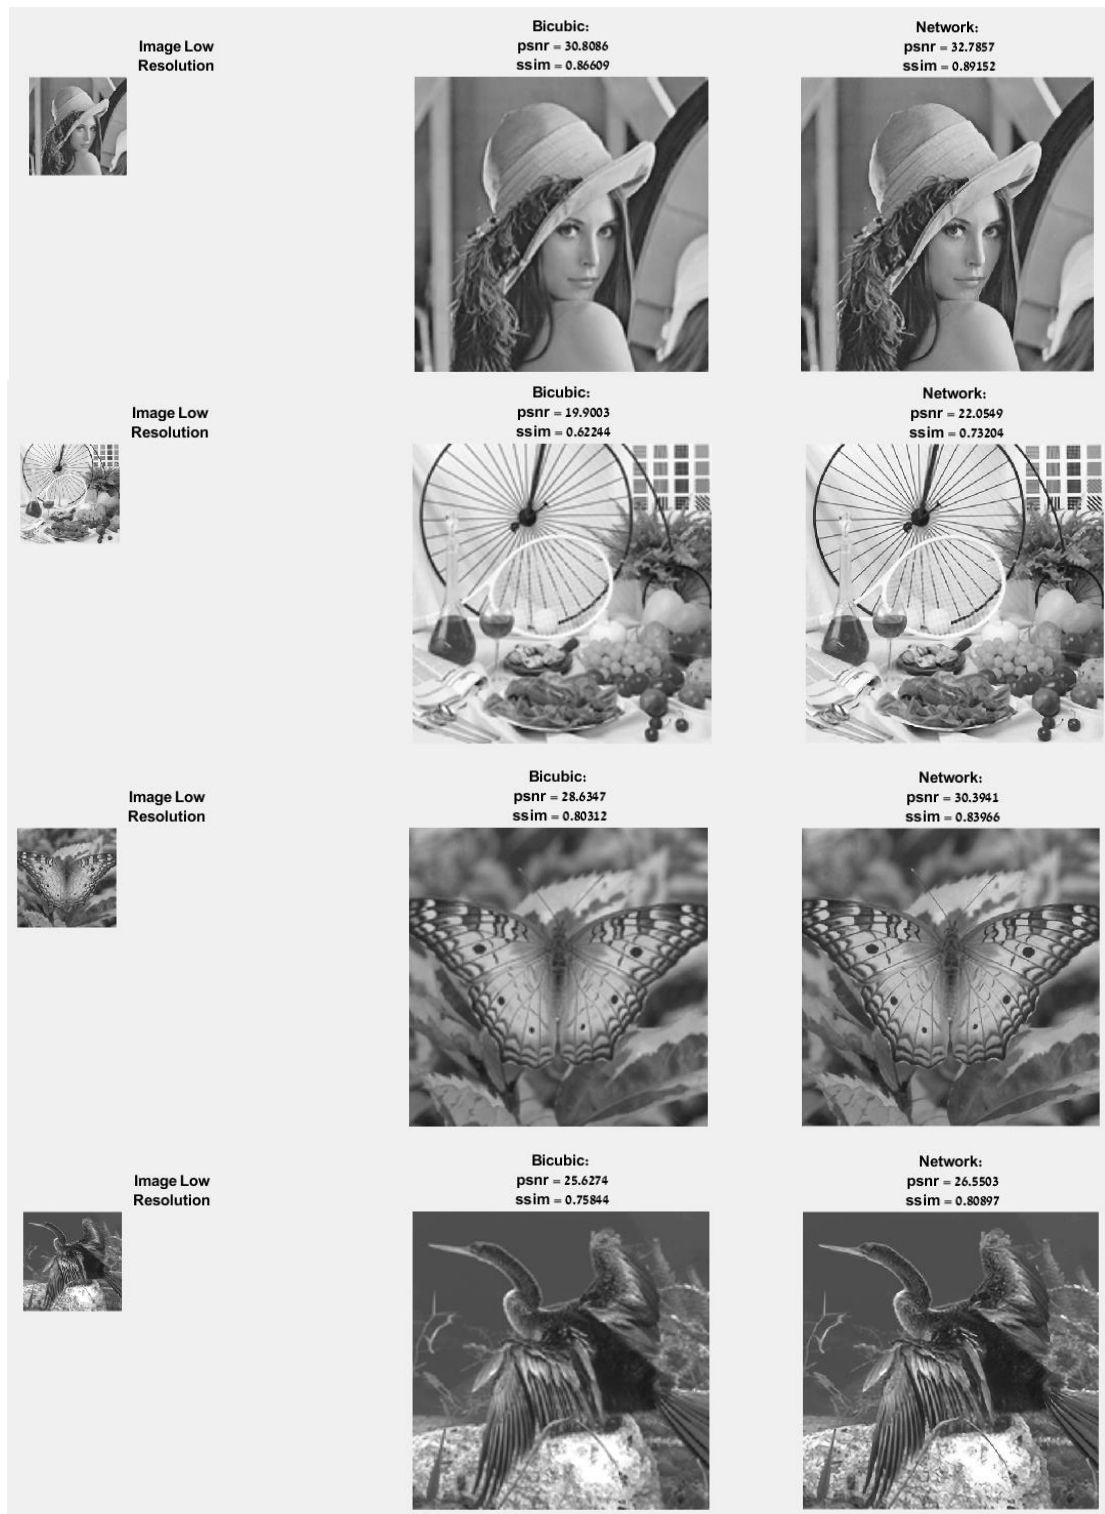 Image Low
Resolution
Bicubic:
psnr = 30.8086
ssim = 0.86609
Network:
psnr = 32.7857
ssim = 0.89152
Image Low
Resolution
Bicubic:
psnr = 19.9003
ssim = 0.62244
Network:
psnr = 22.0549
ssim = 0.73204
Image Low
Resolution
Bicubic:
psnr = 28.6347
ssim = 0.80312
Network:
psnr = 30.3941
ssim = 0.83966
Image Low
Resolution
Bicubic:
psnr = 25.6274
ssim = 0.75844
Network:
psnr = 26.5503
ssim = 0.80897